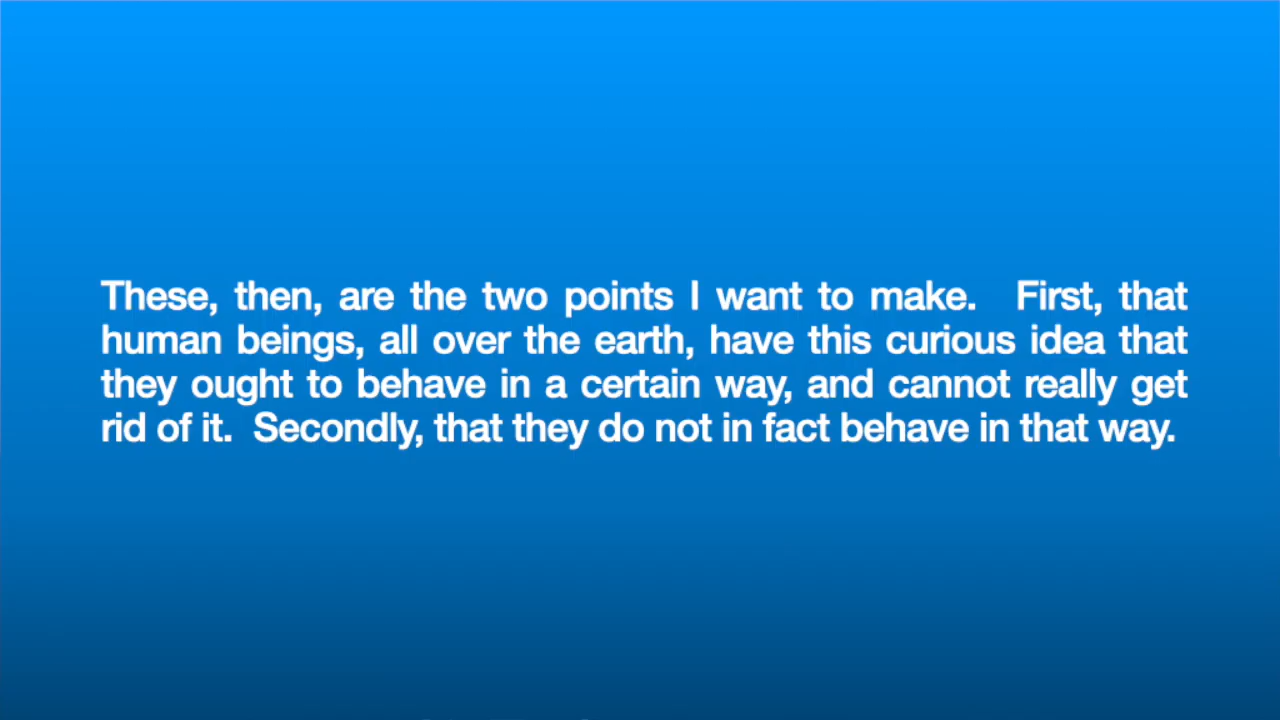 These, then, are the two points I want to make. First, that
human beings, all over the earth, have this curious idea that
they ought to behave in a certain way, and cannot really get
rid of it. Secondly, that they do not in fact behave in that way.